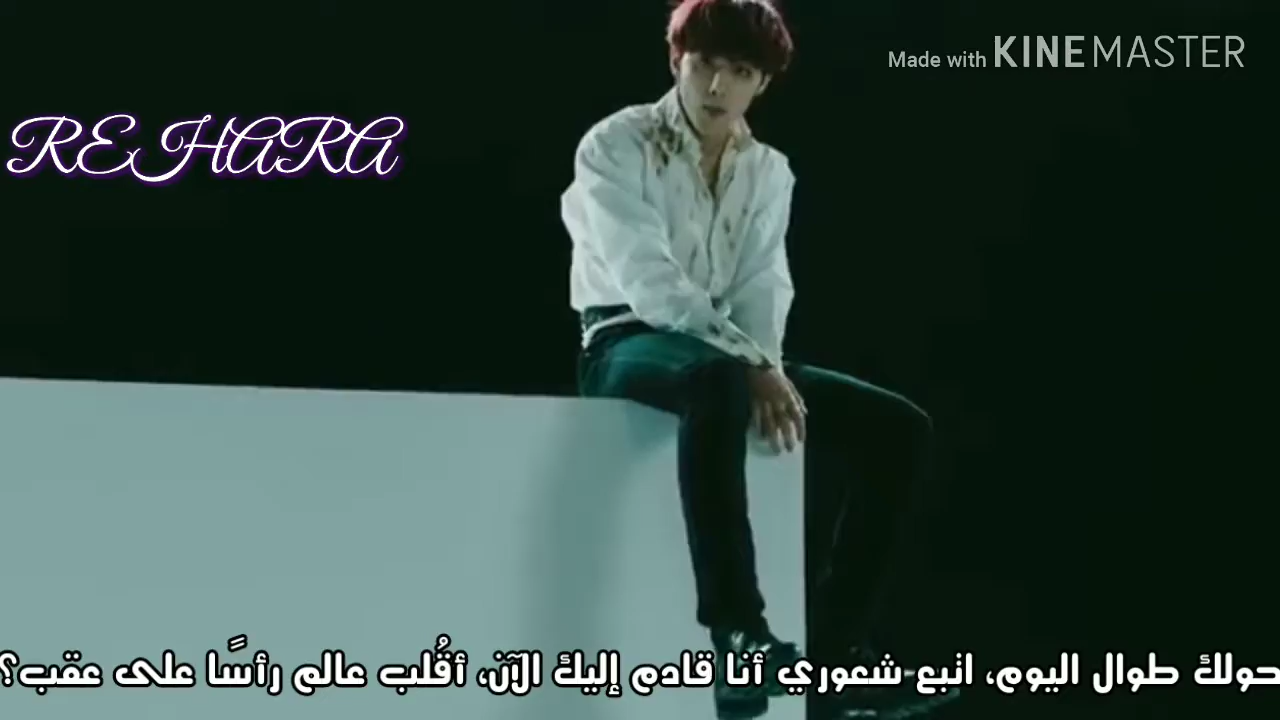 Made with KINEMASTER
REHARA
حولك طوال اليوم، اتبع شعوري أنا قادم إليك الآن، أقُلب عالم رأسًا على عقب؟